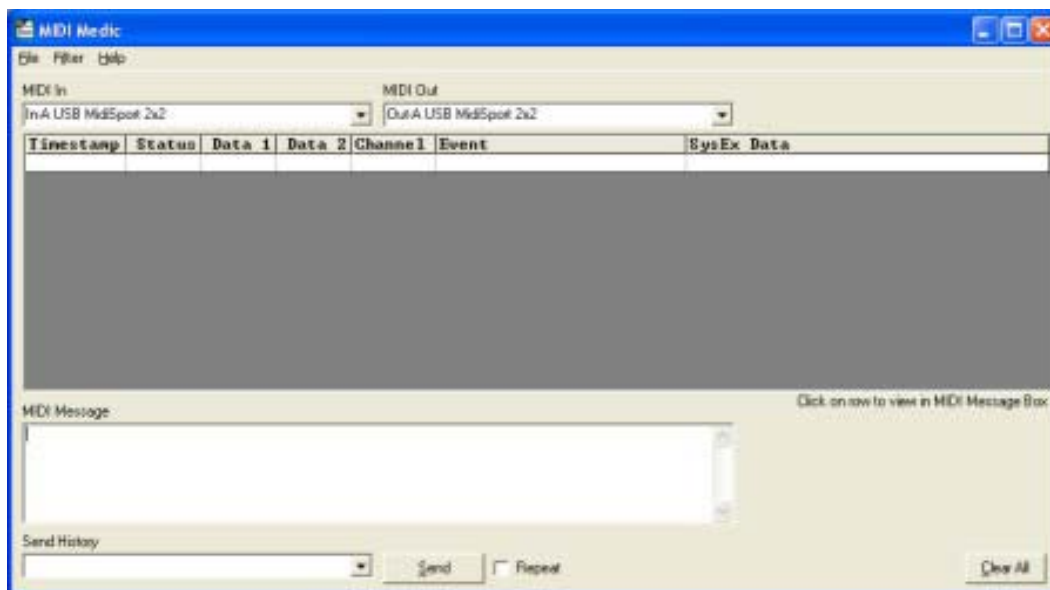 MIDI Medic
File Filter Help
MIDI In MIDI Out
In-A USB MidiSport 2x2 Out-A USB MidiSport 2x2
Timestamp Status Data 1 Data 2 Channel Event SysEx Data
Click on row to view in MIDI Message Box
MIDI Message
Send History
Send Repeat Clear All